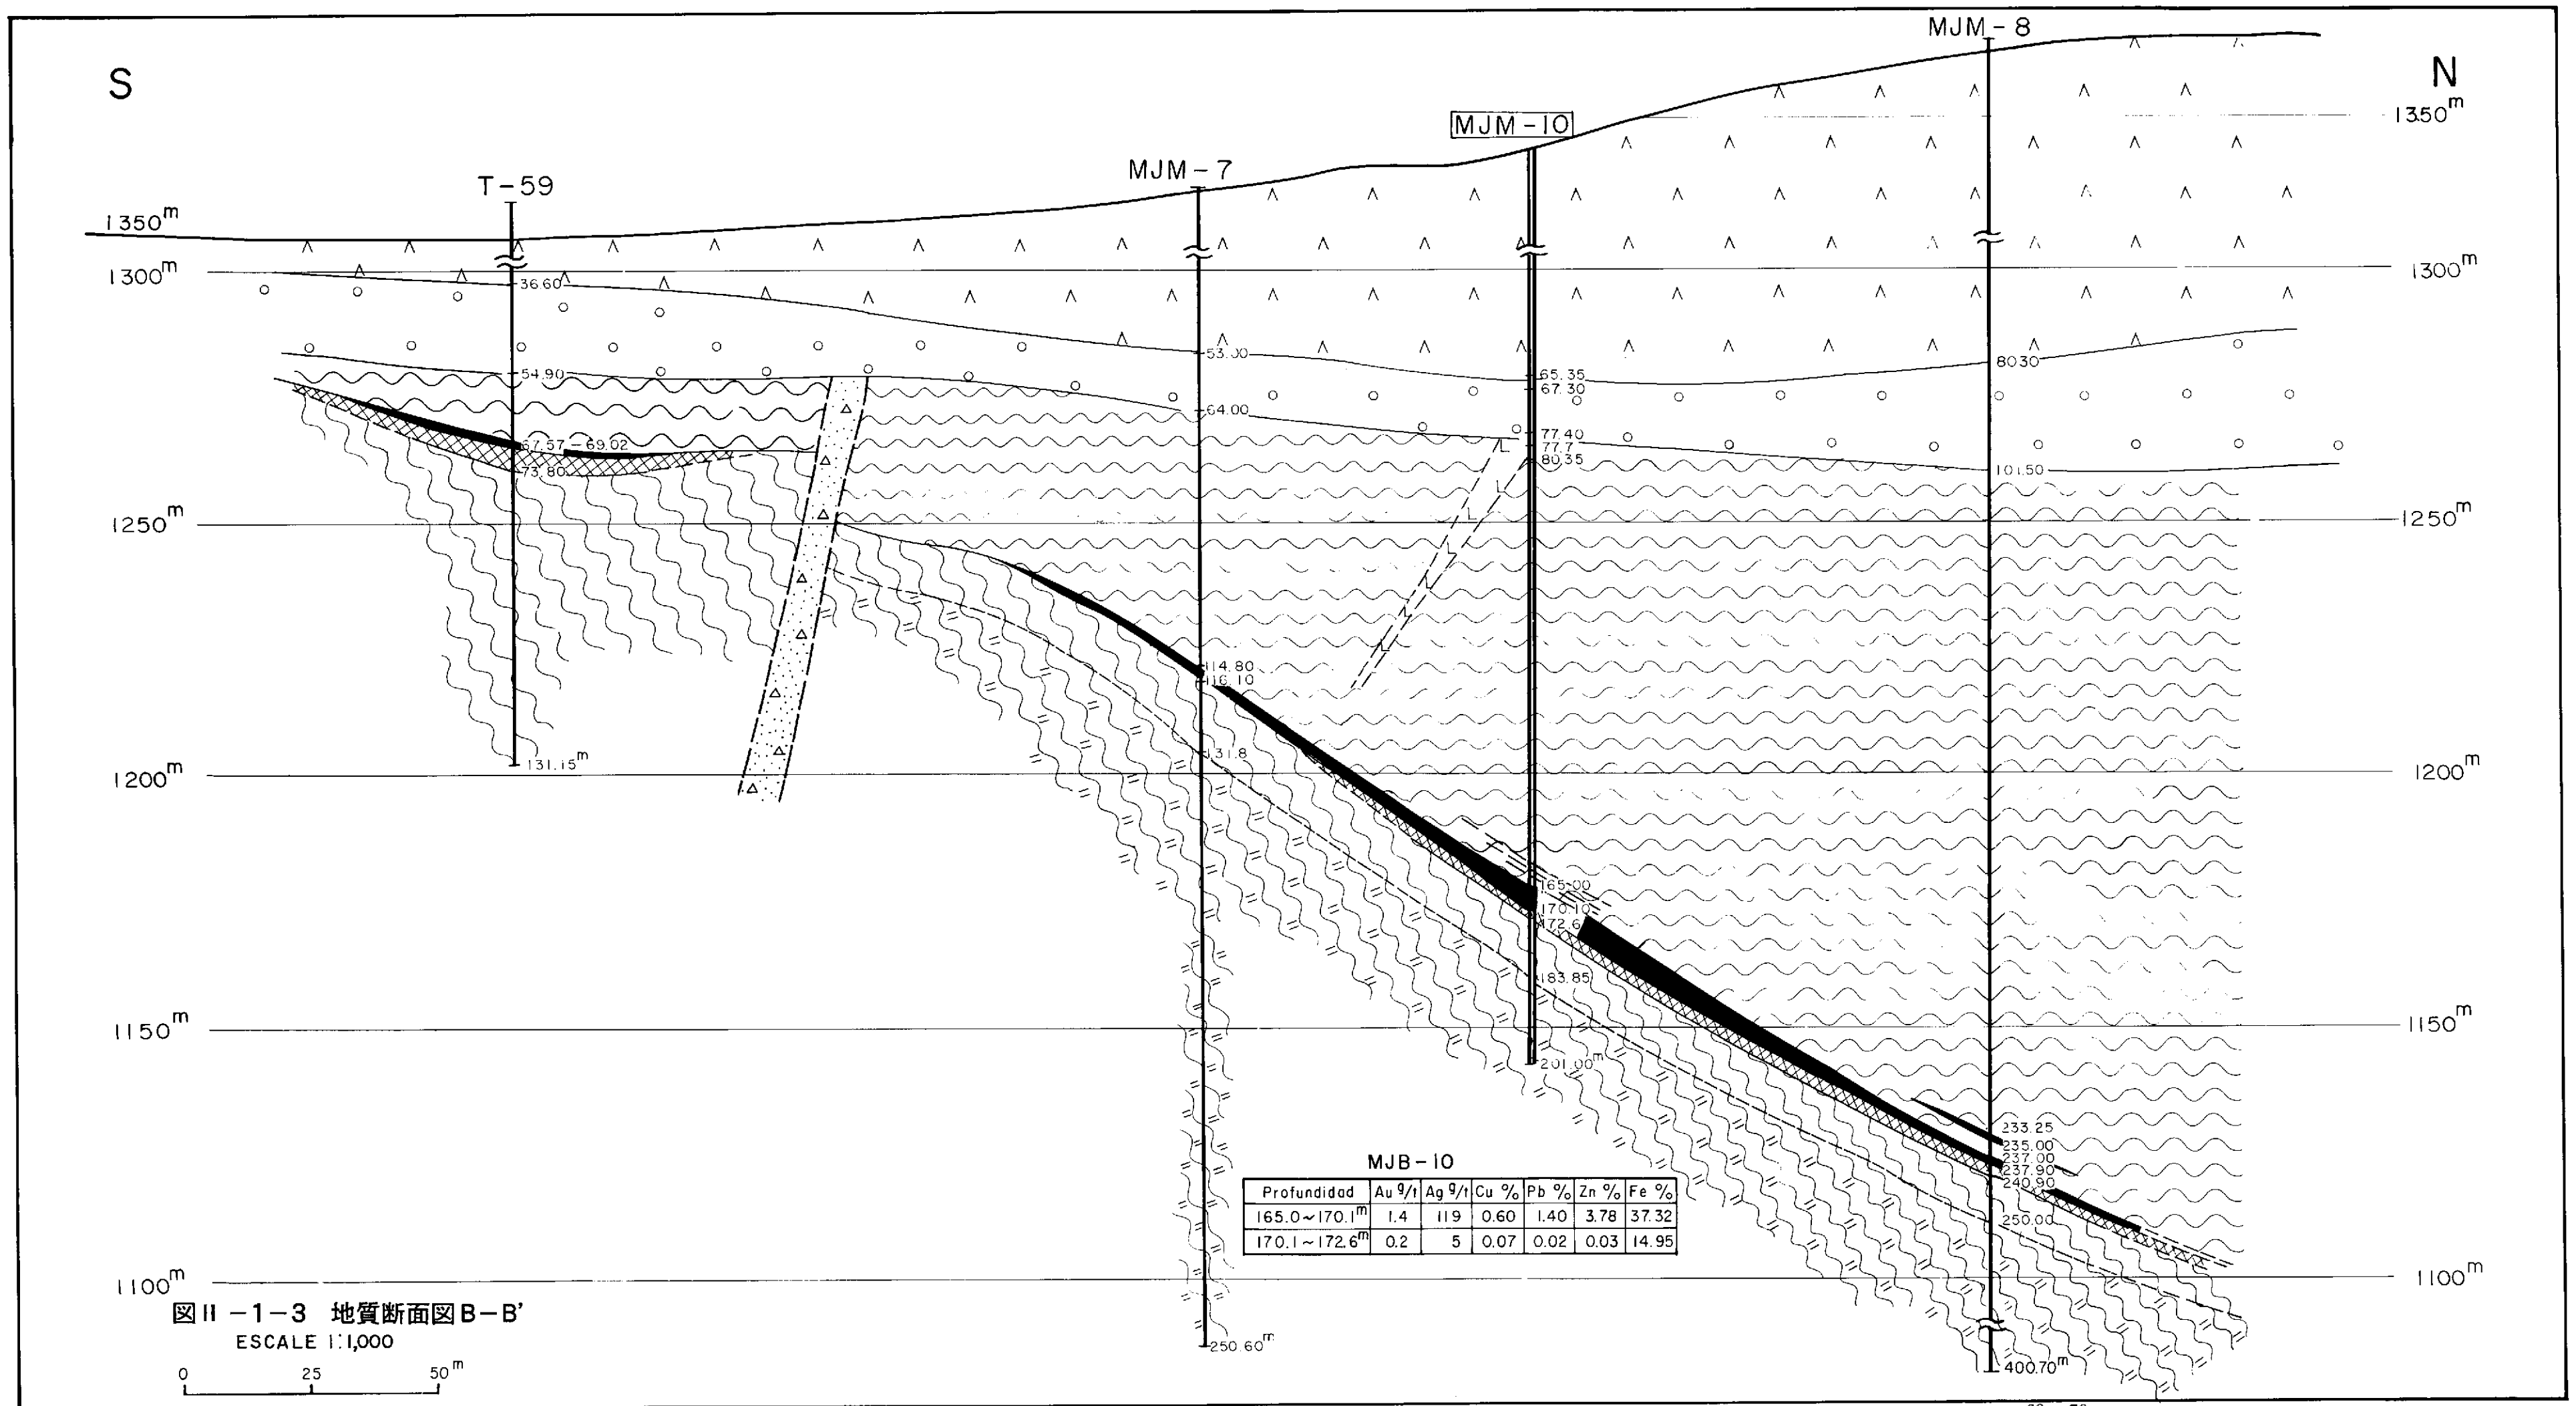 S
N
MJM-8
MJM-10
MJM-7
T-59
1350m
1350m
1300m
1300m
36.60
53.00
80.30
54.90
65.35
67.30
64.00
77.40
77.7
80.35
101.50
67.57-69.02
73.80
1250m
1250m
114.80
116.10
131.8
131.15m
1200m
1200m
165.00
170.10
172.6
183.85
1150m
1150m
201.00m
233.25
235.00
237.00
237.90
240.90
250.00
MJB-10
Profundidad Au g/t Ag g/t Cu % Pb % Zn % Fe %
165.0~170.1m 1.4 119 0.60 1.40 3.78 37.32
170.1~172.6m 0.2 5 0.07 0.02 0.03 14.95
1100m
1100m
図II-1-3 地質断面図B-B'
ESCALE 1:1,000
0 25 50m
250.60m
400.70m